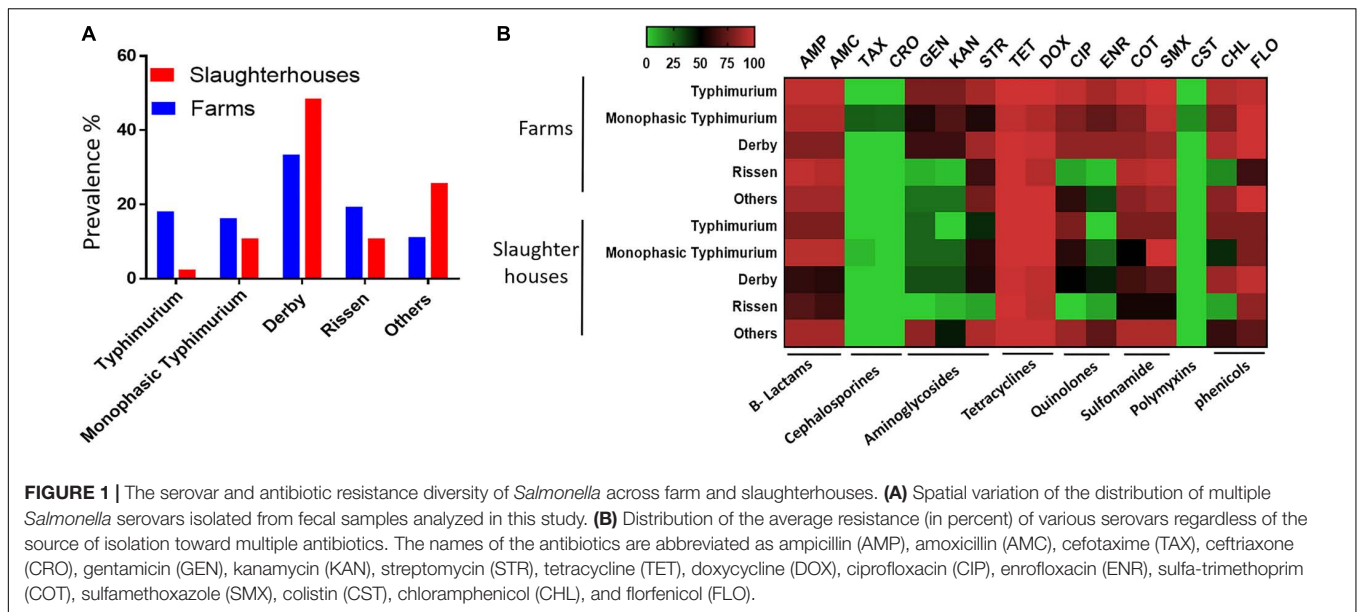 A
60
40
20
0
Prevalence %
Slaughterhouses
Farms
Typhimurium
Monophasic Typhimurium
Derby
Rissen
Others
B
0 25 50 75 100
AMP AMC TAX CRO GEN KAN STR TET DOX CIP ENR COT SMX CST CHL FLO
Farms
Typhimurium
Monophasic Typhimurium
Derby
Rissen
Others
Slaughter
houses
Typhimurium
Monophasic Typhimurium
Derby
Rissen
Others
B- Lactams
Cephalosporines
Aminoglycosides
Tetracyclines
Quinolones
Sulfonamide
Polymyxins
phenicols
FIGURE 1 | The serovar and antibiotic resistance diversity of Salmonella across farm and slaughterhouses. (A) Spatial variation of the distribution of multiple
Salmonella serovars isolated from fecal samples analyzed in this study. (B) Distribution of the average resistance (in percent) of various serovars regardless of the
source of isolation toward multiple antibiotics. The names of the antibiotics are abbreviated as ampicillin (AMP), amoxicillin (AMC), cefotaxime (TAX), ceftriaxone
(CRO), gentamicin (GEN), kanamycin (KAN), streptomycin (STR), tetracycline (TET), doxycycline (DOX), ciprofloxacin (CIP), enrofloxacin (ENR), sulfa-trimethoprim
(COT), sulfamethoxazole (SMX), colistin (CST), chloramphenicol (CHL), and florfenicol (FLO).